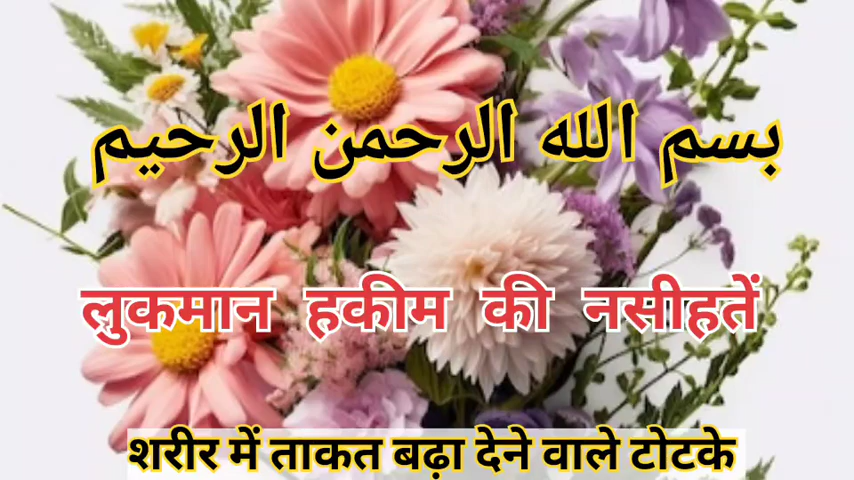 بسم الله الرحمن الرحيم
लुकमान हकीम की नसीहतें
शरीर में ताकत बढ़ा देने वाले टोटके